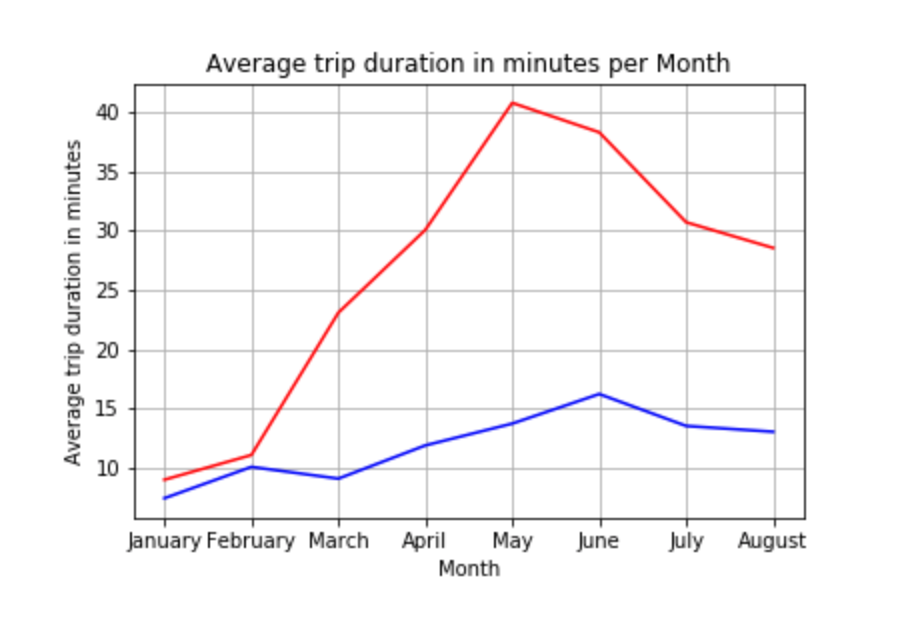 Average trip duration in minutes per Month
Average trip duration in minutes
40
35
30
25
20
15
10
January February March April May June July August
Month